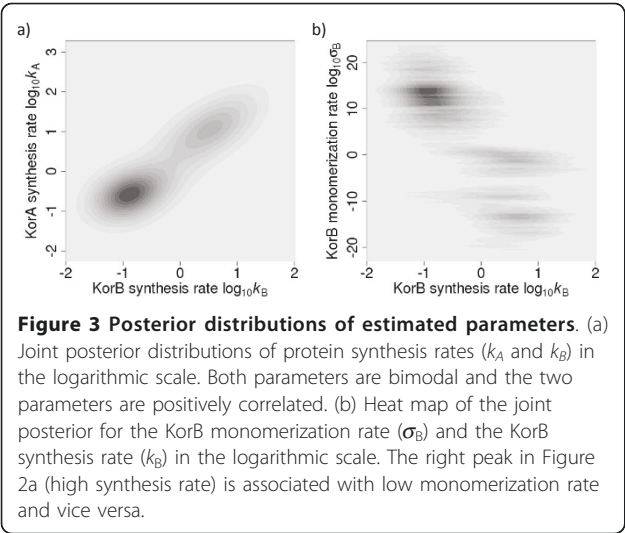 a)
b)
KorA synthesis rate log10kA
3
2
1
0
-1
-2
-2
-1
0
1
2
KorB synthesis rate log10kB
KorB monomerization rate log10σB
20
10
0
-10
-20
-2
-1
0
1
2
KorB synthesis rate log10kB
Figure 3 Posterior distributions of estimated parameters. (a)
Joint posterior distributions of protein synthesis rates (kA and kB) in
the logarithmic scale. Both parameters are bimodal and the two
parameters are positively correlated. (b) Heat map of the joint
posterior for the KorB monomerization rate (σB) and the KorB
synthesis rate (kB) in the logarithmic scale. The right peak in Figure
2a (high synthesis rate) is associated with low monomerization rate
and vice versa.